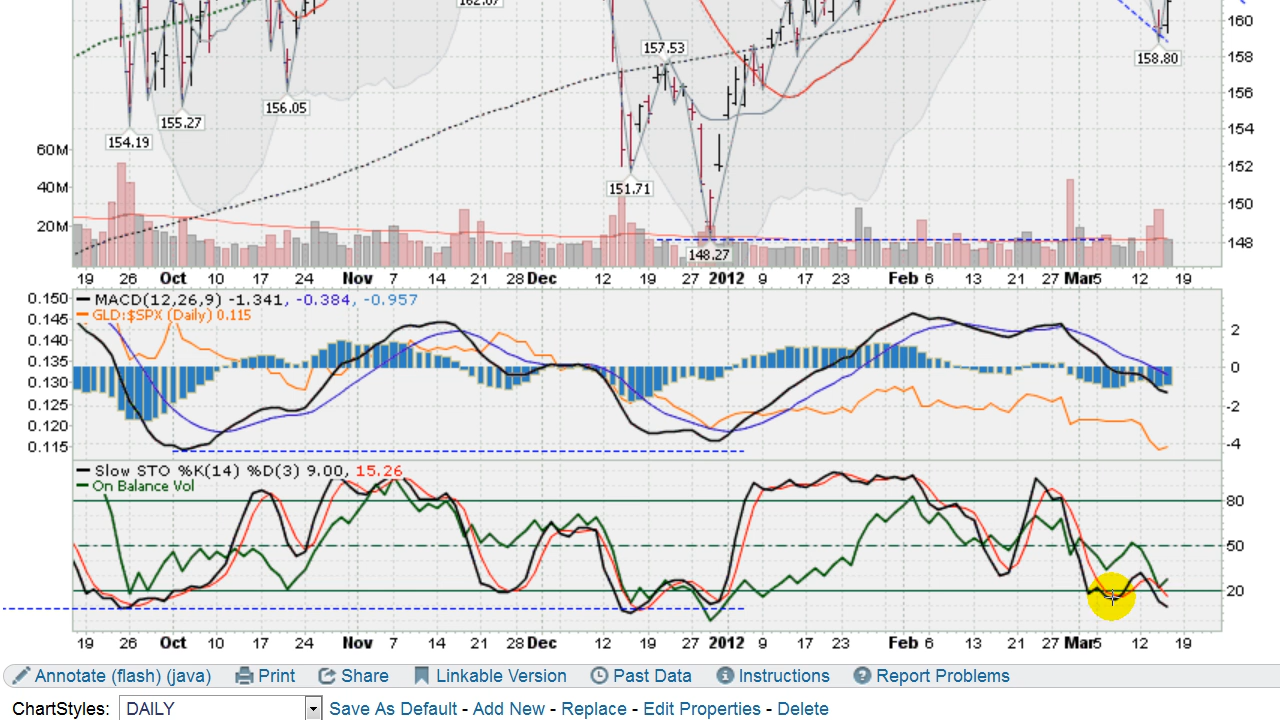 162.07
160
158.80
157.53
158
156.05
156
155.27
154.19
154
60M
152
151.71
40M
150
20M
148.27
148
19 26 Oct 10 17 24 Nov 7 14 21 28 Dec 12 19 27 2012 9 17 23 Feb 6 13 21 27 Mar5 12 19
0.150 MACD(12,26,9) -1.341, -0.384, -0.957
0.145 GLD:$SPX (Daily) 0.115
2
0.140
0.135
0
0.130
0.125
-2
0.120
0.115
-4
Slow STO %K(14) %D(3) 9.00, 15.26
On Balance Vol
80
50
20
19 26 Oct 10 17 24 Nov 7 14 21 28 Dec 12 19 27 2012 9 17 23 Feb 6 13 21 27 Mar5 12 19
Annotate (flash) (java) Print Share Linkable Version Past Data Instructions Report Problems
ChartStyles: DAILY Save As Default - Add New - Replace - Edit Properties - Delete